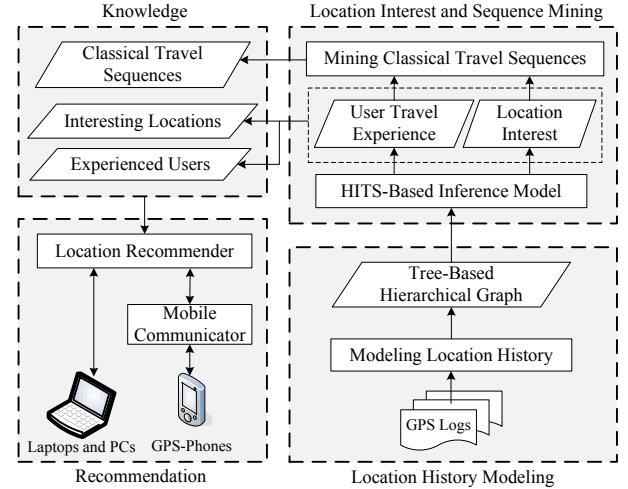 Knowledge
Classical Travel
Sequences
Interesting Locations
Experienced Users
Location Interest and Sequence Mining
Mining Classical Travel Sequences
User Travel
Experience
Location
Interest
HITS-Based Inference Model
Location Recommender
Mobile
Communicator
Laptops and PCs
GPS-Phones
Recommendation
Tree-Based
Hierarchical Graph
Modeling Location History
GPS Logs
Location History Modeling